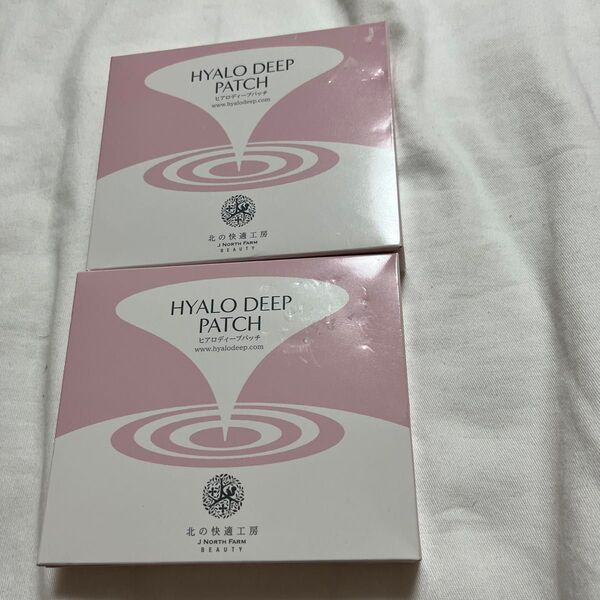 HYALO DEEP
PATCH
ヒアロディープパッチ
www.hyalodeep.com
北の快適工房
J NORTH FARM
BEAUTY
HYALO DEEP
PATCH
ヒアロディープパッチ
www.hyalodeep.com
北の快適工房
J NORTH FARM
BEAUTY